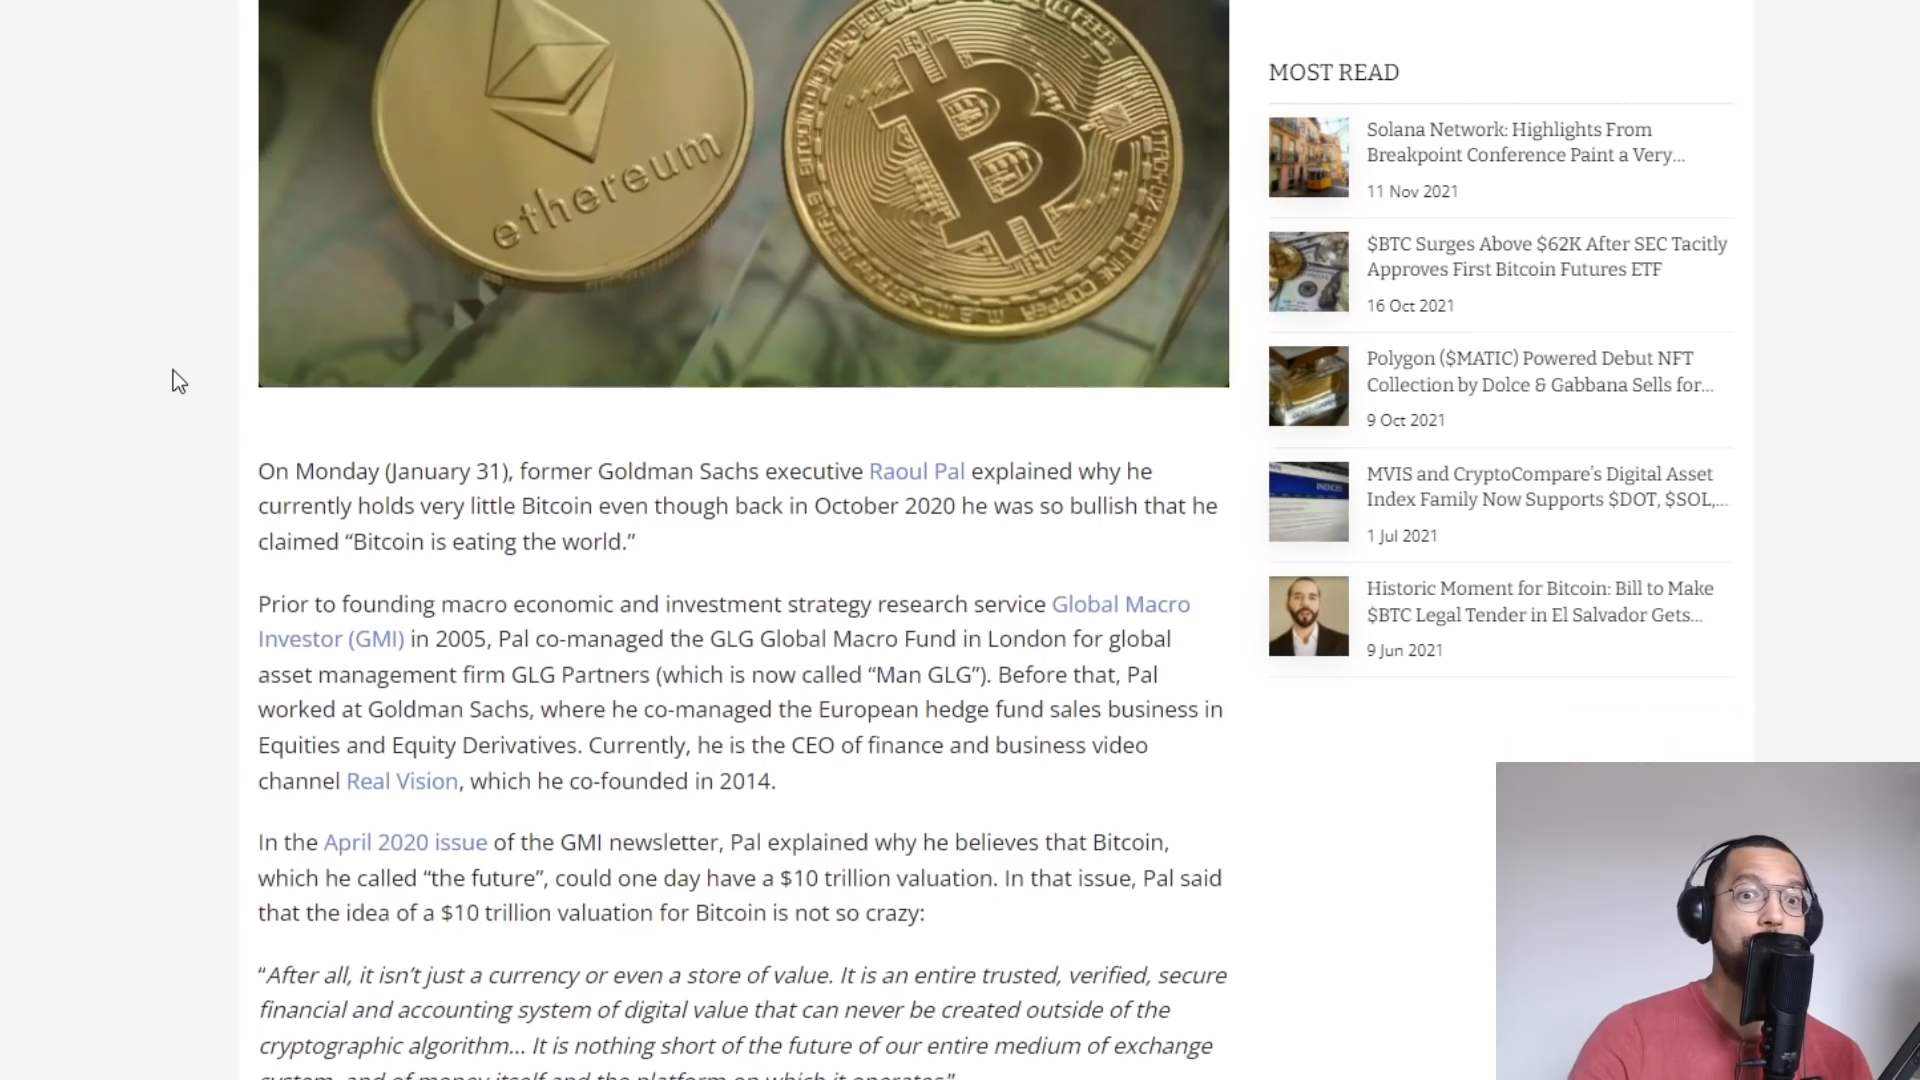 ethereum
MOST READ
Solana Network: Highlights From
Breakpoint Conference Paint a Very...
11 Nov 2021
$BTC Surges Above $62K After SEC Tacitly
Approves First Bitcoin Futures ETF
16 Oct 2021
Polygon ($MATIC) Powered Debut NFT
Collection by Dolce & Gabbana Sells for...
9 Oct 2021
MVIS and CryptoCompare’s Digital Asset
Index Family Now Supports $DOT, $SOL,...
1 Jul 2021
Historic Moment for Bitcoin: Bill to Make
$BTC Legal Tender in El Salvador Gets...
9 Jun 2021
On Monday (January 31), former Goldman Sachs executive Raoul Pal explained why he
currently holds very little Bitcoin even though back in October 2020 he was so bullish that he
claimed “Bitcoin is eating the world.”
Prior to founding macro economic and investment strategy research service Global Macro
Investor (GMI) in 2005, Pal co-managed the GLG Global Macro Fund in London for global
asset management firm GLG Partners (which is now called “Man GLG”). Before that, Pal
worked at Goldman Sachs, where he co-managed the European hedge fund sales business in
Equities and Equity Derivatives. Currently, he is the CEO of finance and business video
channel Real Vision, which he co-founded in 2014.
In the April 2020 issue of the GMI newsletter, Pal explained why he believes that Bitcoin,
which he called “the future”, could one day have a $10 trillion valuation. In that issue, Pal said
that the idea of a $10 trillion valuation for Bitcoin is not so crazy:
“After all, it isn’t just a currency or even a store of value. It is an entire trusted, verified, secure
financial and accounting system of digital value that can never be created outside of the
cryptographic algorithm... It is nothing short of the future of our entire medium of exchange
system, and of money itself and the platform on which it operates.”